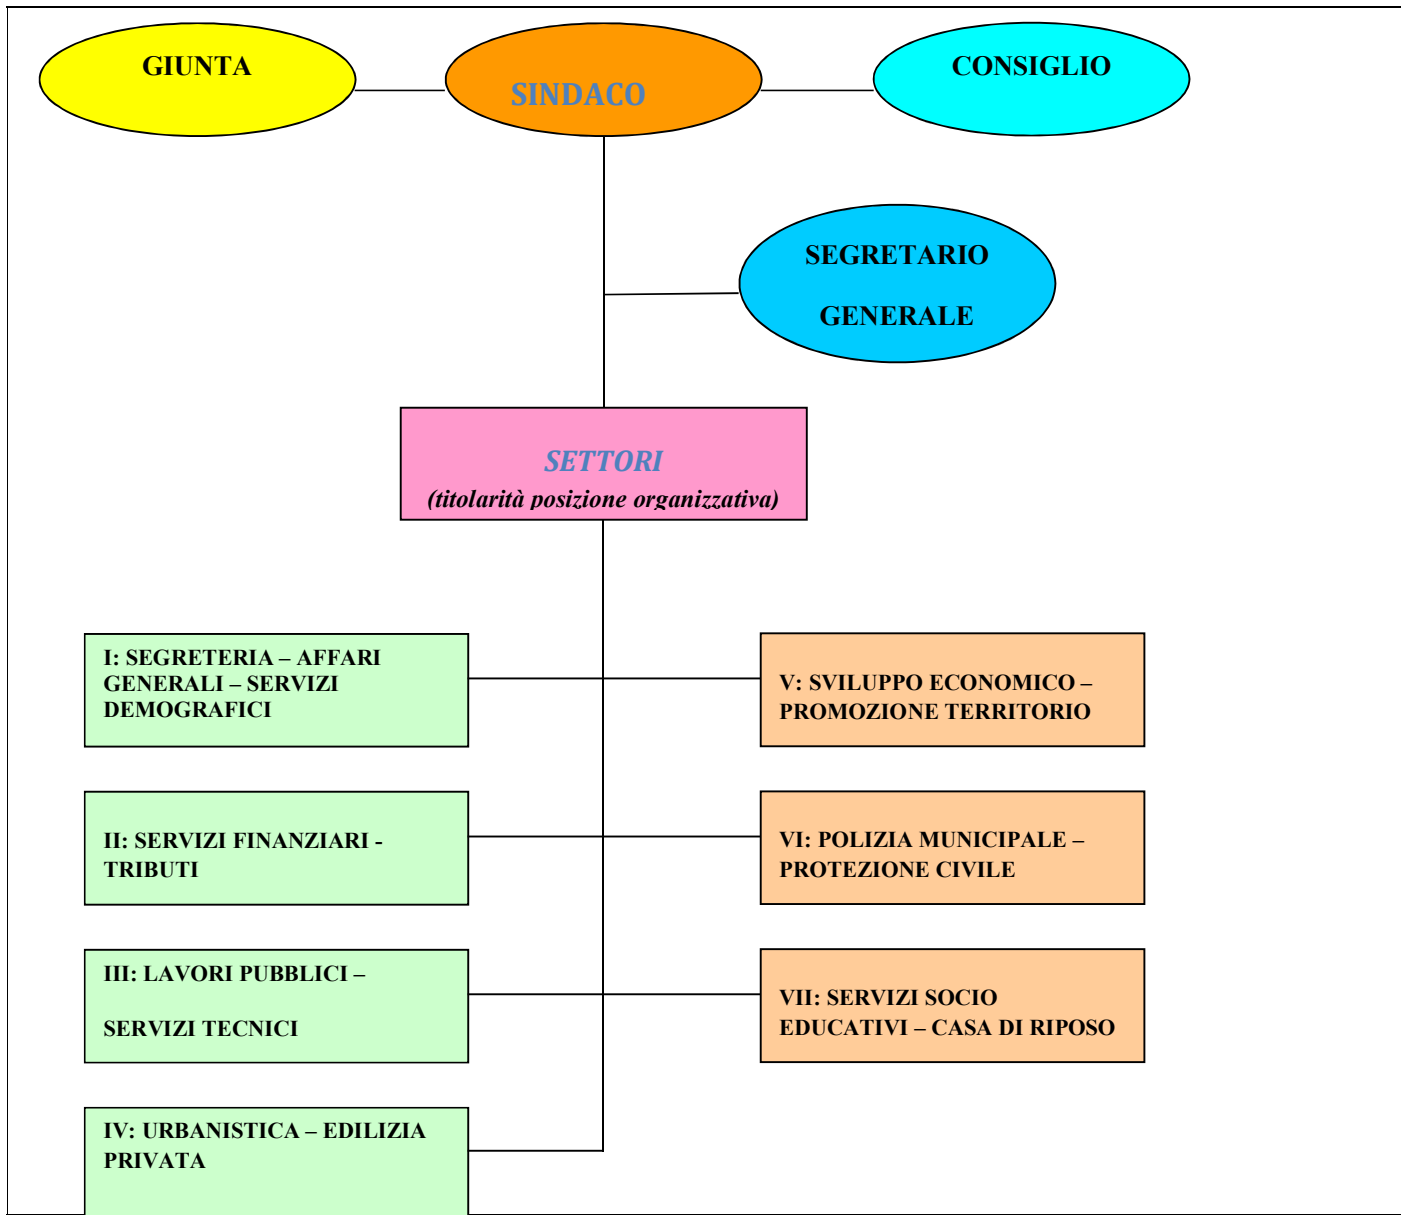 GIUNTA
SINDACO
CONSIGLIO
SEGRETARIO
GENERALE
SETTORI
(titolarità posizione organizzativa)
I: SEGRETERIA – AFFARI
GENERALI – SERVIZI
DEMOGRAFICI
V: SVILUPPO ECONOMICO –
PROMOZIONE TERRITORIO
II: SERVIZI FINANZIARI -
TRIBUTI
VI: POLIZIA MUNICIPALE –
PROTEZIONE CIVILE
III: LAVORI PUBBLICI –
SERVIZI TECNICI
VII: SERVIZI SOCIO
EDUCATIVI – CASA DI RIPOSO
IV: URBANISTICA – EDILIZIA
PRIVATA